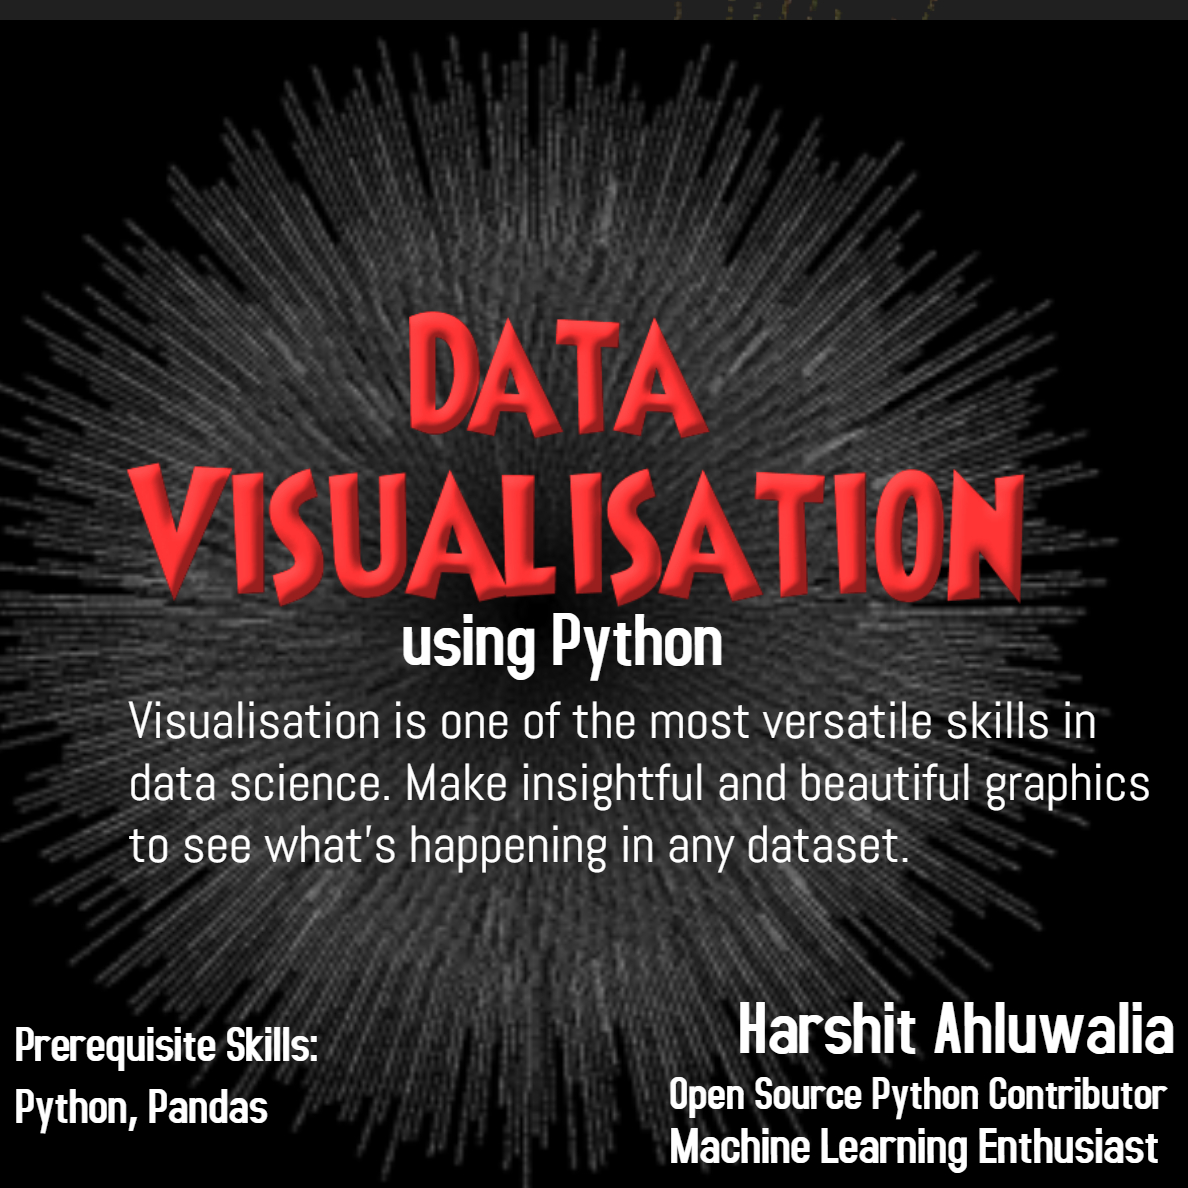 DATA
VISUALISATION
using Python
Visualisation is one of the most versatile skills in
data science. Make insightful and beautiful graphics
to see what's happening in any dataset.
Prerequisite Skills:
Python, Pandas
Harshit Ahluwalia
Open Source Python Contributor
Machine Learning Enthusiast